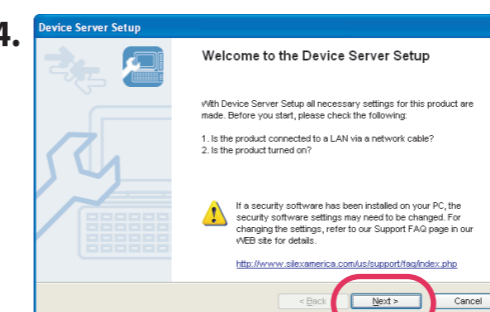 4.
Device Server Setup
Welcome to the Device Server Setup
With Device Server Setup all necessary settings for this product are
made. Before you start, please check the following:
1. Is the product connected to a LAN via a network cable?
2. Is the product turned on?
If a security software has been installed on your PC, the
security software settings may need to be changed. For
changing the settings, refer to our Support FAQ page in our
WEB site for details.
http://www.silexamerica.com/us/support/faq/index.php
< Back Next > Cancel